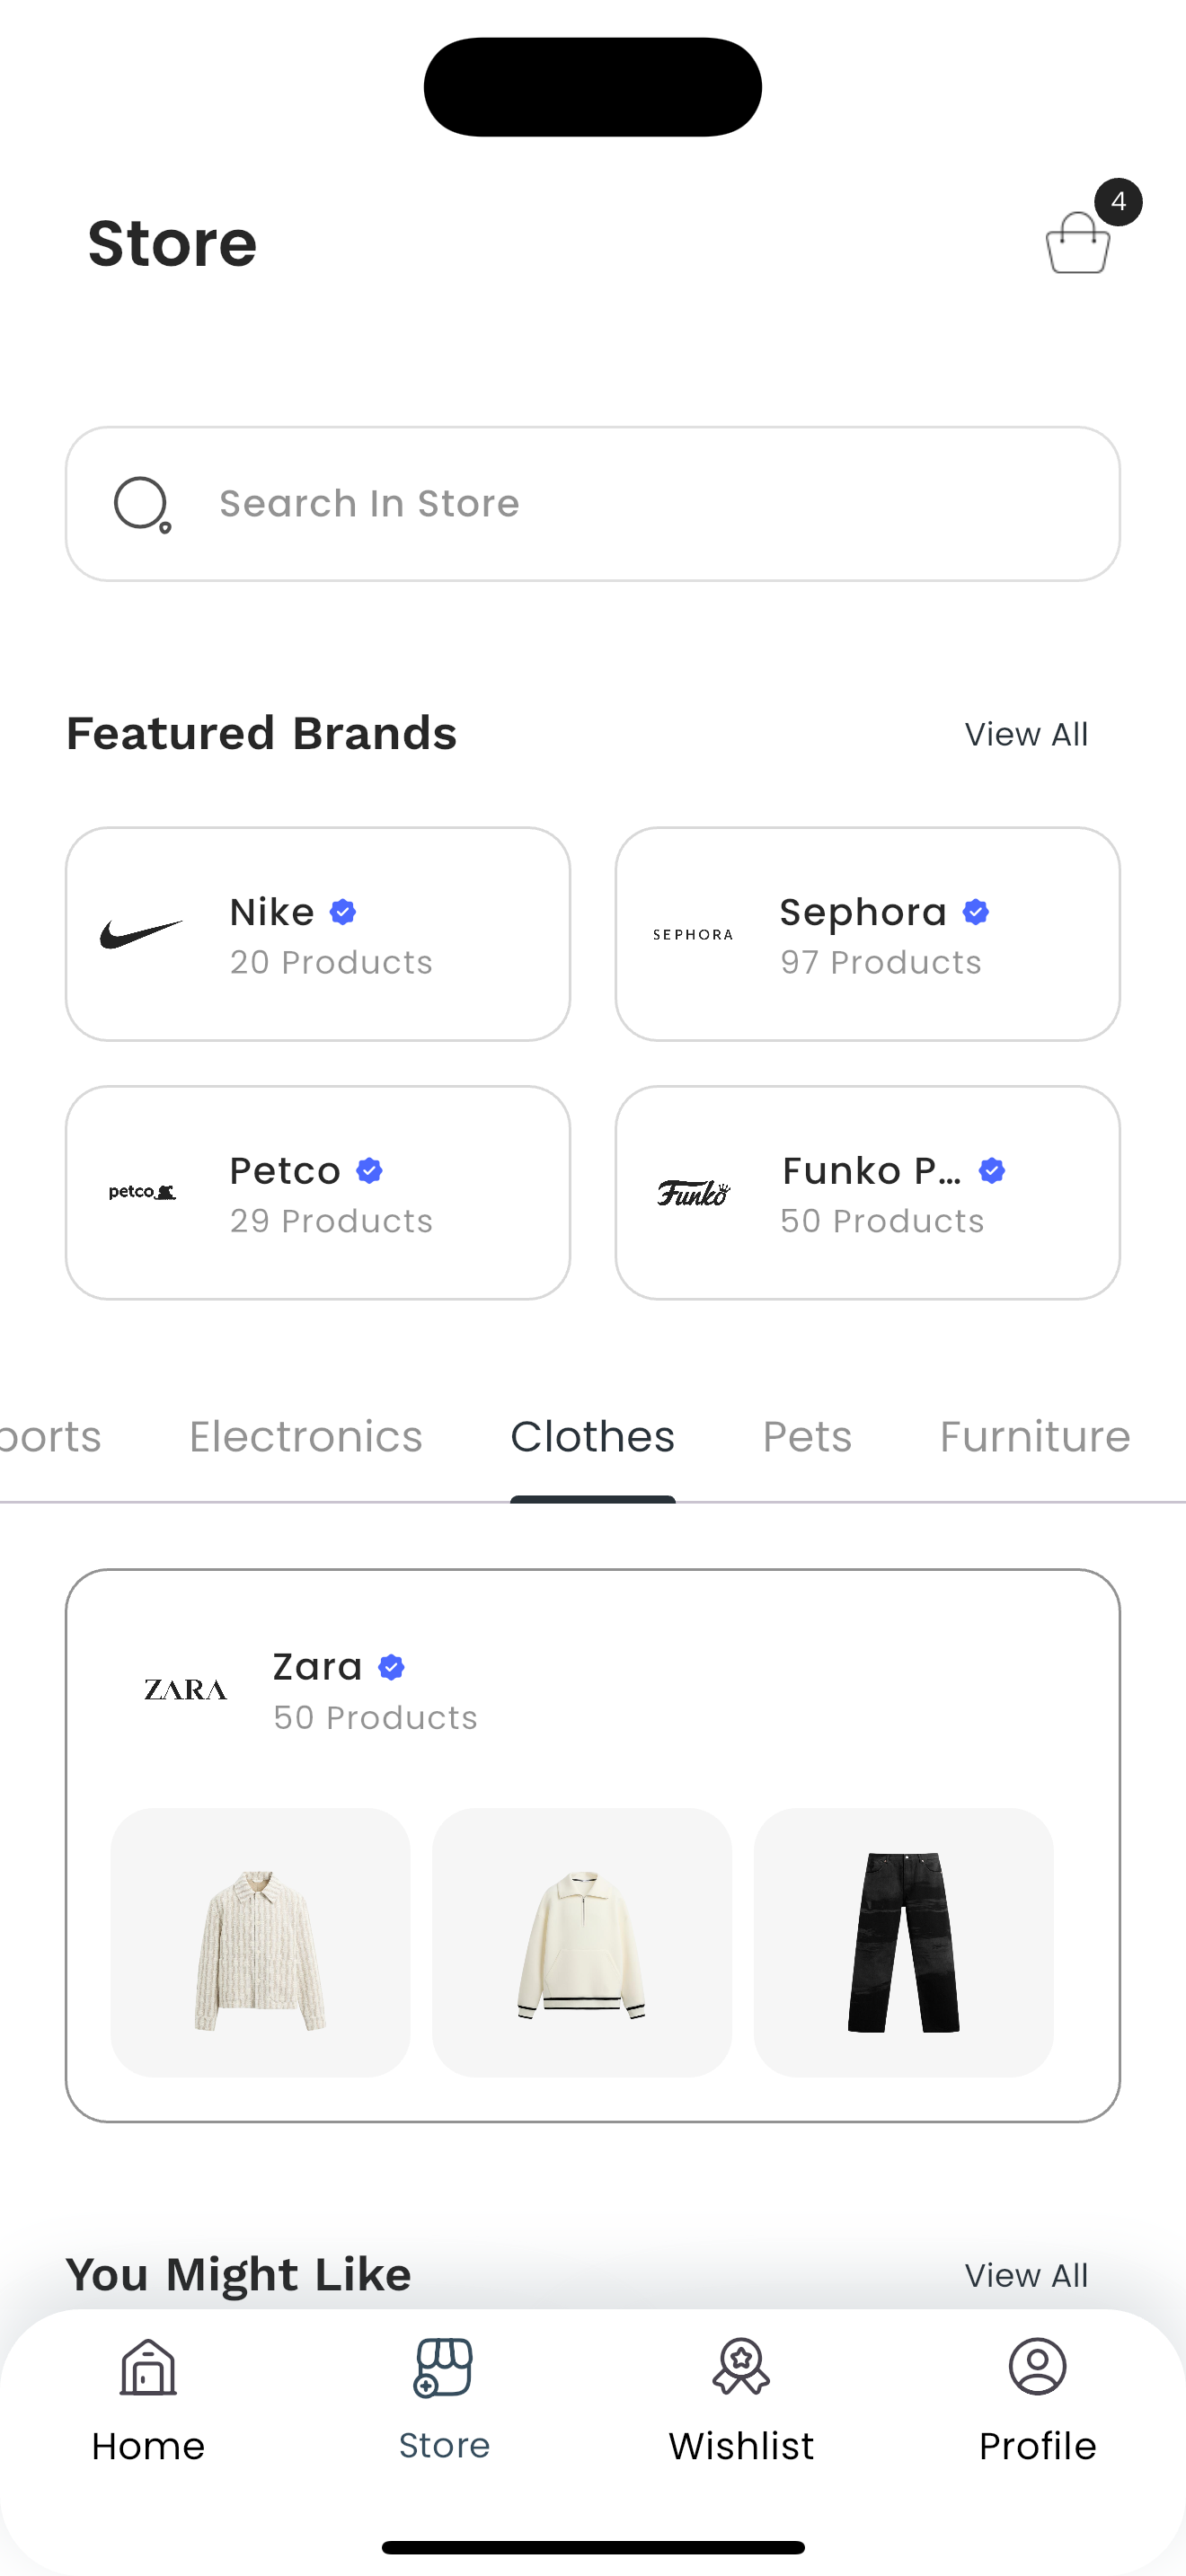 Store
4
Search In Store
Featured Brands
View All
Nike
20 Products
SEPHORA
Sephora
97 Products
petco
Petco
29 Products
Funko
Funko P...
50 Products
ports
Electronics
Clothes
Pets
Furniture
ZARA
Zara
50 Products
You Might Like
View All
Home
Store
Wishlist
Profile